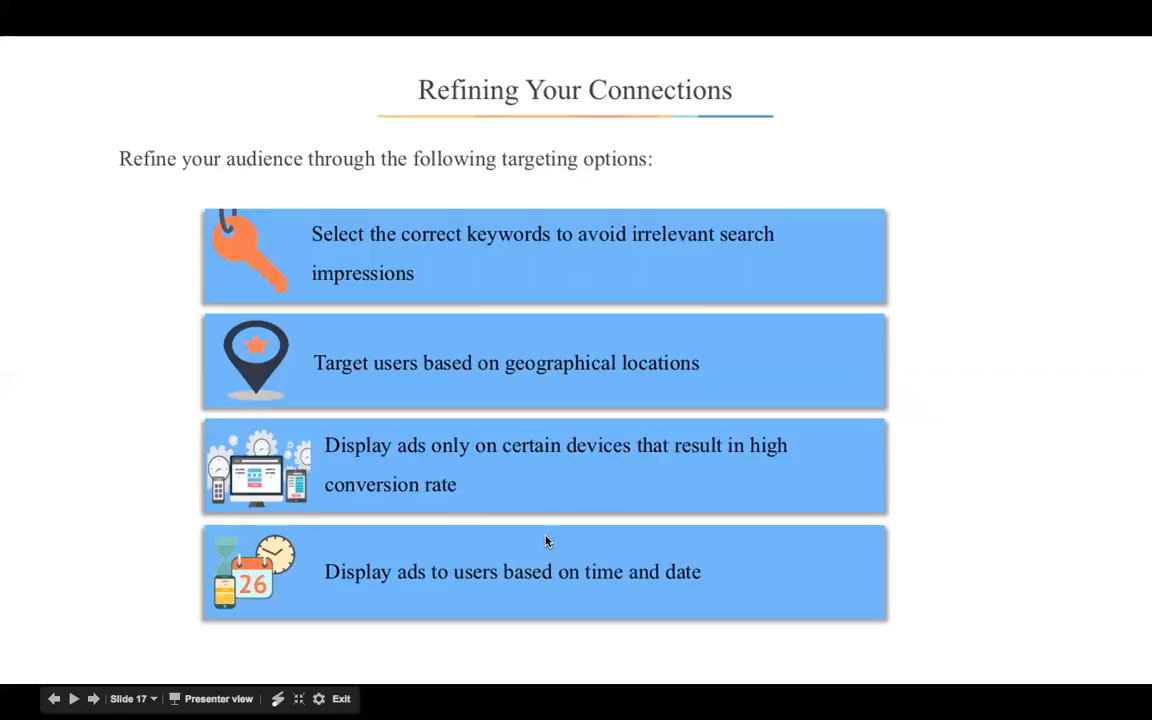 Refining Your Connections
Refine your audience through the following targeting options:
Select the correct keywords to avoid irrelevant search
impressions
Target users based on geographical locations
Display ads only on certain devices that result in high
conversion rate
26
Display ads to users based on time and date
Slide 17
Presenter view
Exit